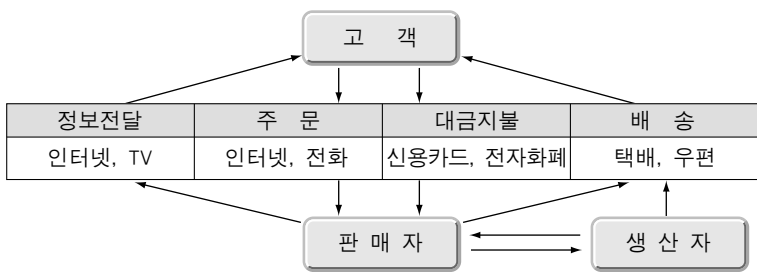 고 객
정보전달 주 문 대금지불 배 송
인터넷, TV 인터넷, 전화 신용카드, 전자화폐 택배, 우편
판 매 자 생 산 자